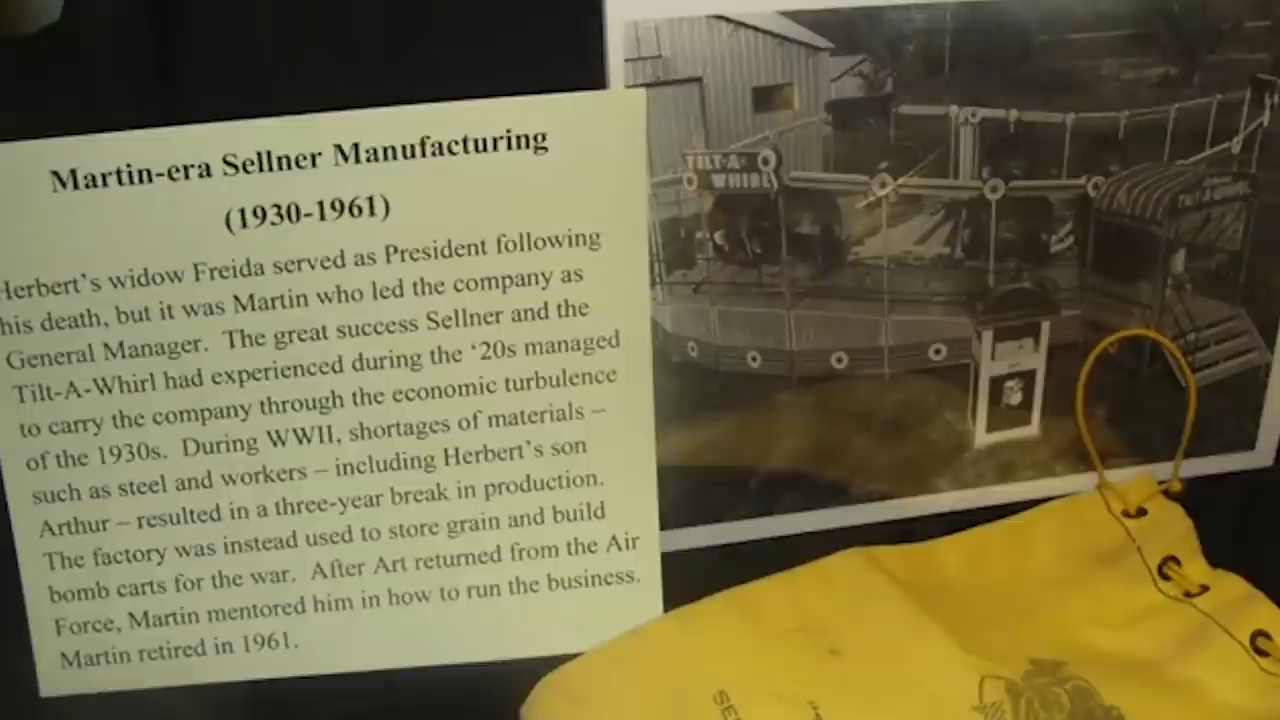 Martin-era Sellner Manufacturing
(1930-1961)
Herbert's widow Freida served as President following
his death, but it was Martin who led the company as
General Manager. The great success Sellner and the
Tilt-A-Whirl had experienced during the '20s managed
to carry the company through the economic turbulence
of the 1930s. During WWII, shortages of materials –
such as steel and workers – including Herbert's son
Arthur – resulted in a three-year break in production.
The factory was instead used to store grain and build
bomb carts for the war. After Art returned from the Air
Force, Martin mentored him in how to run the business.
Martin retired in 1961.
TILT-A-
WHIRL
TILT-A-WHIRL